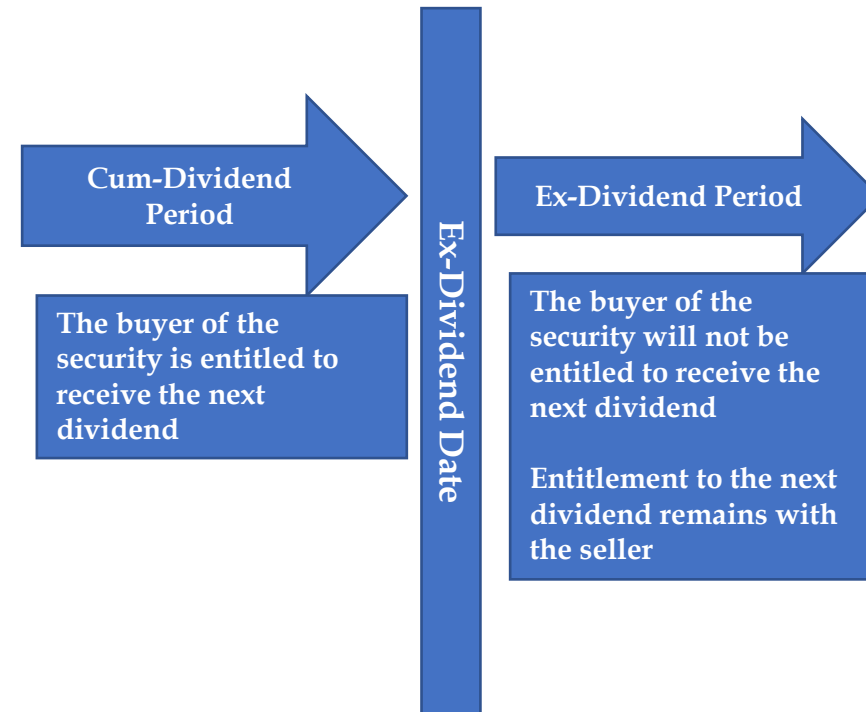 Cum-Dividend
Period
The buyer of the
security is entitled to
receive the next
dividend
Ex-Dividend Date
Ex-Dividend Period
The buyer of the
security will not be
entitled to receive the
next dividend
Entitlement to the next
dividend remains with
the seller